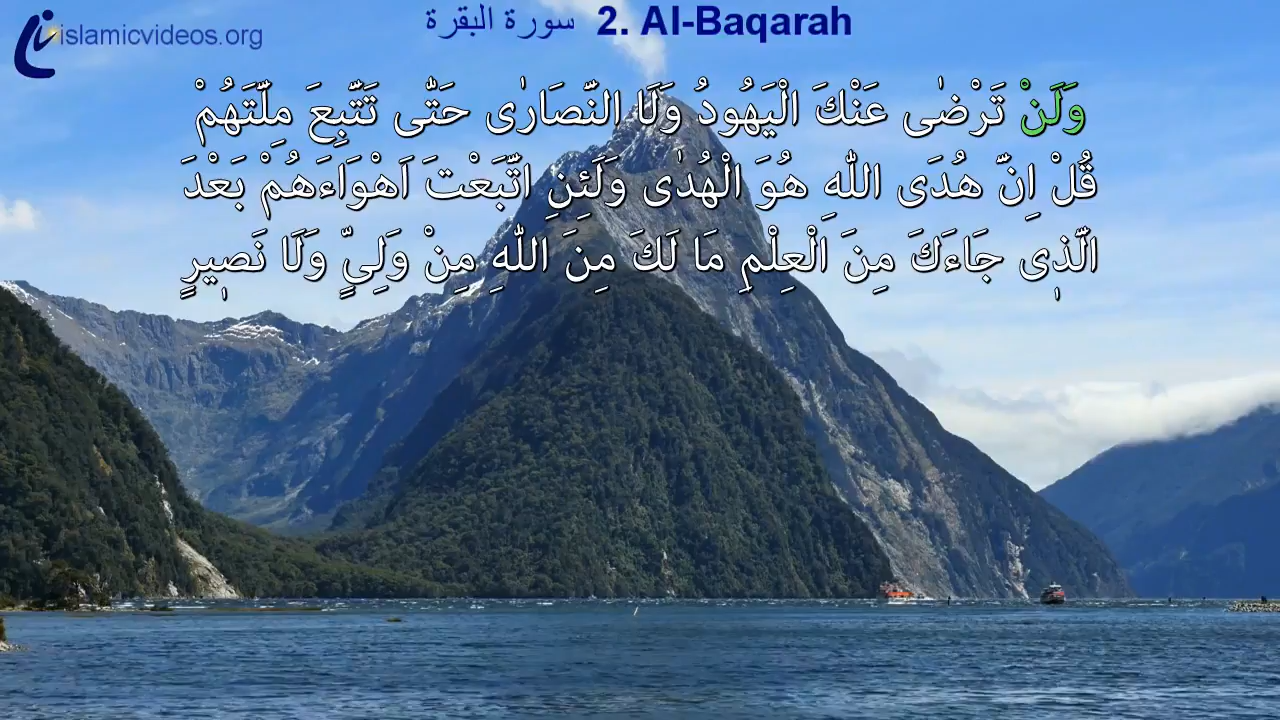 islamicvideos.org
سورة البقرة 2. Al-Baqarah
وَلَنْ تَرْضٰى عَنْكَ الْيَهُودُ وَلَا النَّصَارٰى حَتّٰى تَتَّبِعَ مِلَّتَهُمْ
قُلْ اِنَّ هُدَى اللّٰهِ هُوَ الْهُدٰى وَلَئِنِ اتَّبَعْتَ اَهْوَاءَهُمْ بَعْدَ
الَّذٖى جَاءَكَ مِنَ الْعِلْمِ مَا لَكَ مِنَ اللّٰهِ مِنْ وَلِىٍّ وَلَا نَصٖيرٍ